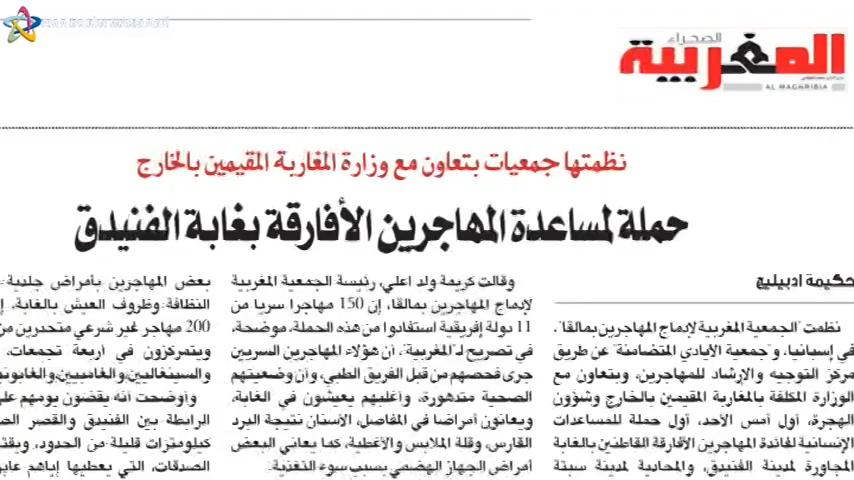 الصحراء
المغربية
AL MAGHRIBIA
نظمتها جمعيات بتعاون مع وزارة المغاربة المقيمين بالخارج
حملة لمساعدة المهاجرين الأفارقة بغابة الفنيدق
حكيمة ادبيليج
نظمت "الجمعية المغربية لإدماج المهاجرين بمالقا"،
في إسبانيا، و"جمعية الأيادي المتضامنة" عن طريق
مركز التوجيه والإرشاد للمهاجرين، وبتعاون مع
الوزارة المكلفة بالمغاربة المقيمين بالخارج وشؤون
الهجرة، أول أمس الأحد، أول حملة للمساعدات
الإنسانية لفائدة المهاجرين الأفارقة القاطنين بالغابة
المجاورة لمدينة الفنيدق، والمحاذية لمدينة سبتة
وقالت كريمة ولد اعلي، رئيسة الجمعية المغربية
لإدماج المهاجرين بمالقا، إن 150 مهاجرا سريا من
11 دولة إفريقية استفادوا من هذه الحملة، موضحة،
في تصريح لـ"المغربية"، أن هؤلاء المهاجرين السريين
جرى فحصهم من قبل الفريق الطبي، وأن وضعيتهم
الصحية متدهورة، وأغلبهم يعيشون في الغابة،
ويعانون أمراضا في المفاصل، الأسنان نتيجة البرد
القارس، وقلة الملابس والأغطية، كما يعاني البعض
أمراض الجهاز الهضمي بسبب سوء التغذية.
بعض المهاجرين بأمراض جلدية
النظافة وظروف العيش بالغابة،
200 مهاجر غير شرعي متحدرين من
ويتمركزون في أربعة تجمعات،
والسينغاليين والغامبيين والغابونيين
وأوضحت أنه يقضون يومهم على
الرابطة بين الفنيدق والقصر الص
كيلومترات قليلة من الحدود، ويقتا
الصدقات، التي يعطيها إياهم عابر